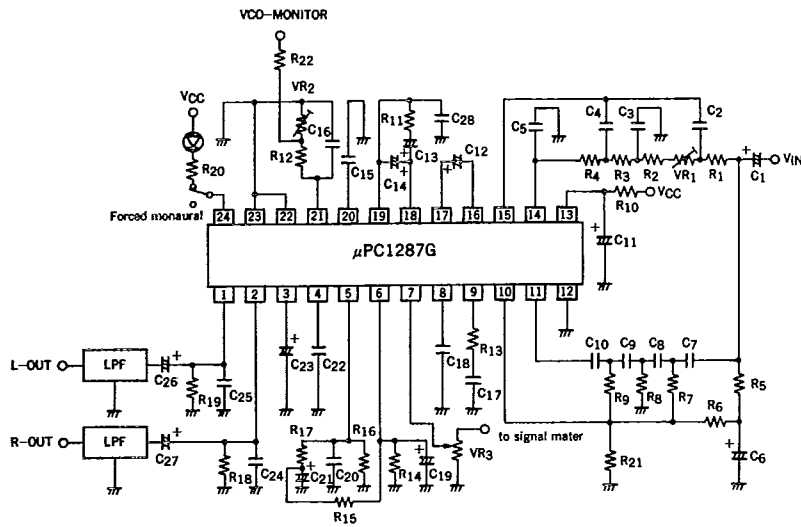 VCO-MONITOR
R22
VR2
VCC
R20
Forced monaural
C16
R12
C15
R11
C28
C13
C14
C12
C5
C4
C3
C2
R4
R3
R2
VR1
R1
C1
VIN
R10
VCC
C11
24
23
22
21
20
19
18
17
16
15
14
13
μPC1287G
1
2
3
4
5
6
7
8
9
10
11
12
L-OUT
LPF
C26
R19
C25
C23
C22
C18
R13
C17
C10
C9
C8
C7
R9
R8
R7
R5
R6
R-OUT
LPF
C27
R18
C24
R17
C21
C20
R16
R15
R14
C19
VR3
to signal mater
R21
C6
+
+
+
+
+
+
+
+
+
+
+